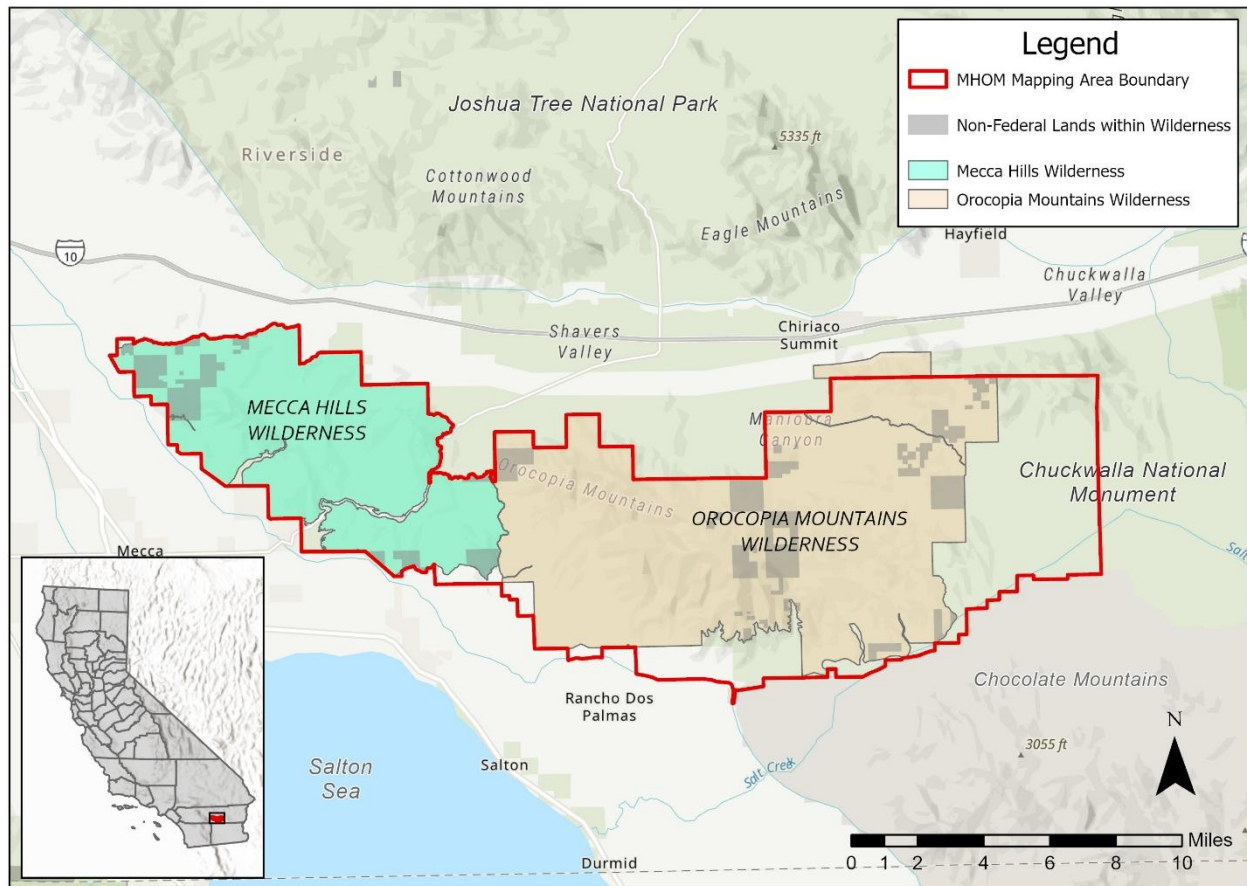 Legend
MHOM Mapping Area Boundary
Non-Federal Lands within Wilderness
Mecca Hills Wilderness
Orocopia Mountains Wilderness
Joshua Tree National Park
5335 ft
Riverside
Cottonwood
Mountains
Eagle Mountains
Hayfield
10
Chuckwalla
Valley
Shavers
Valley
Chiriaco
Summit
MECCA HILLS
WILDERNESS
Maniobra
Canyon
Orocopia Mountains
Chuckwalla National
Monument
OROCOPIA MOUNTAINS
WILDERNESS
Mecca
Salt
Chocolate Mountains
Rancho Dos
Palmas
N
3055 ft
Salton
Sea
Salton
Salt Creek
Miles
0 1 2 4 6 8 10
Durmid